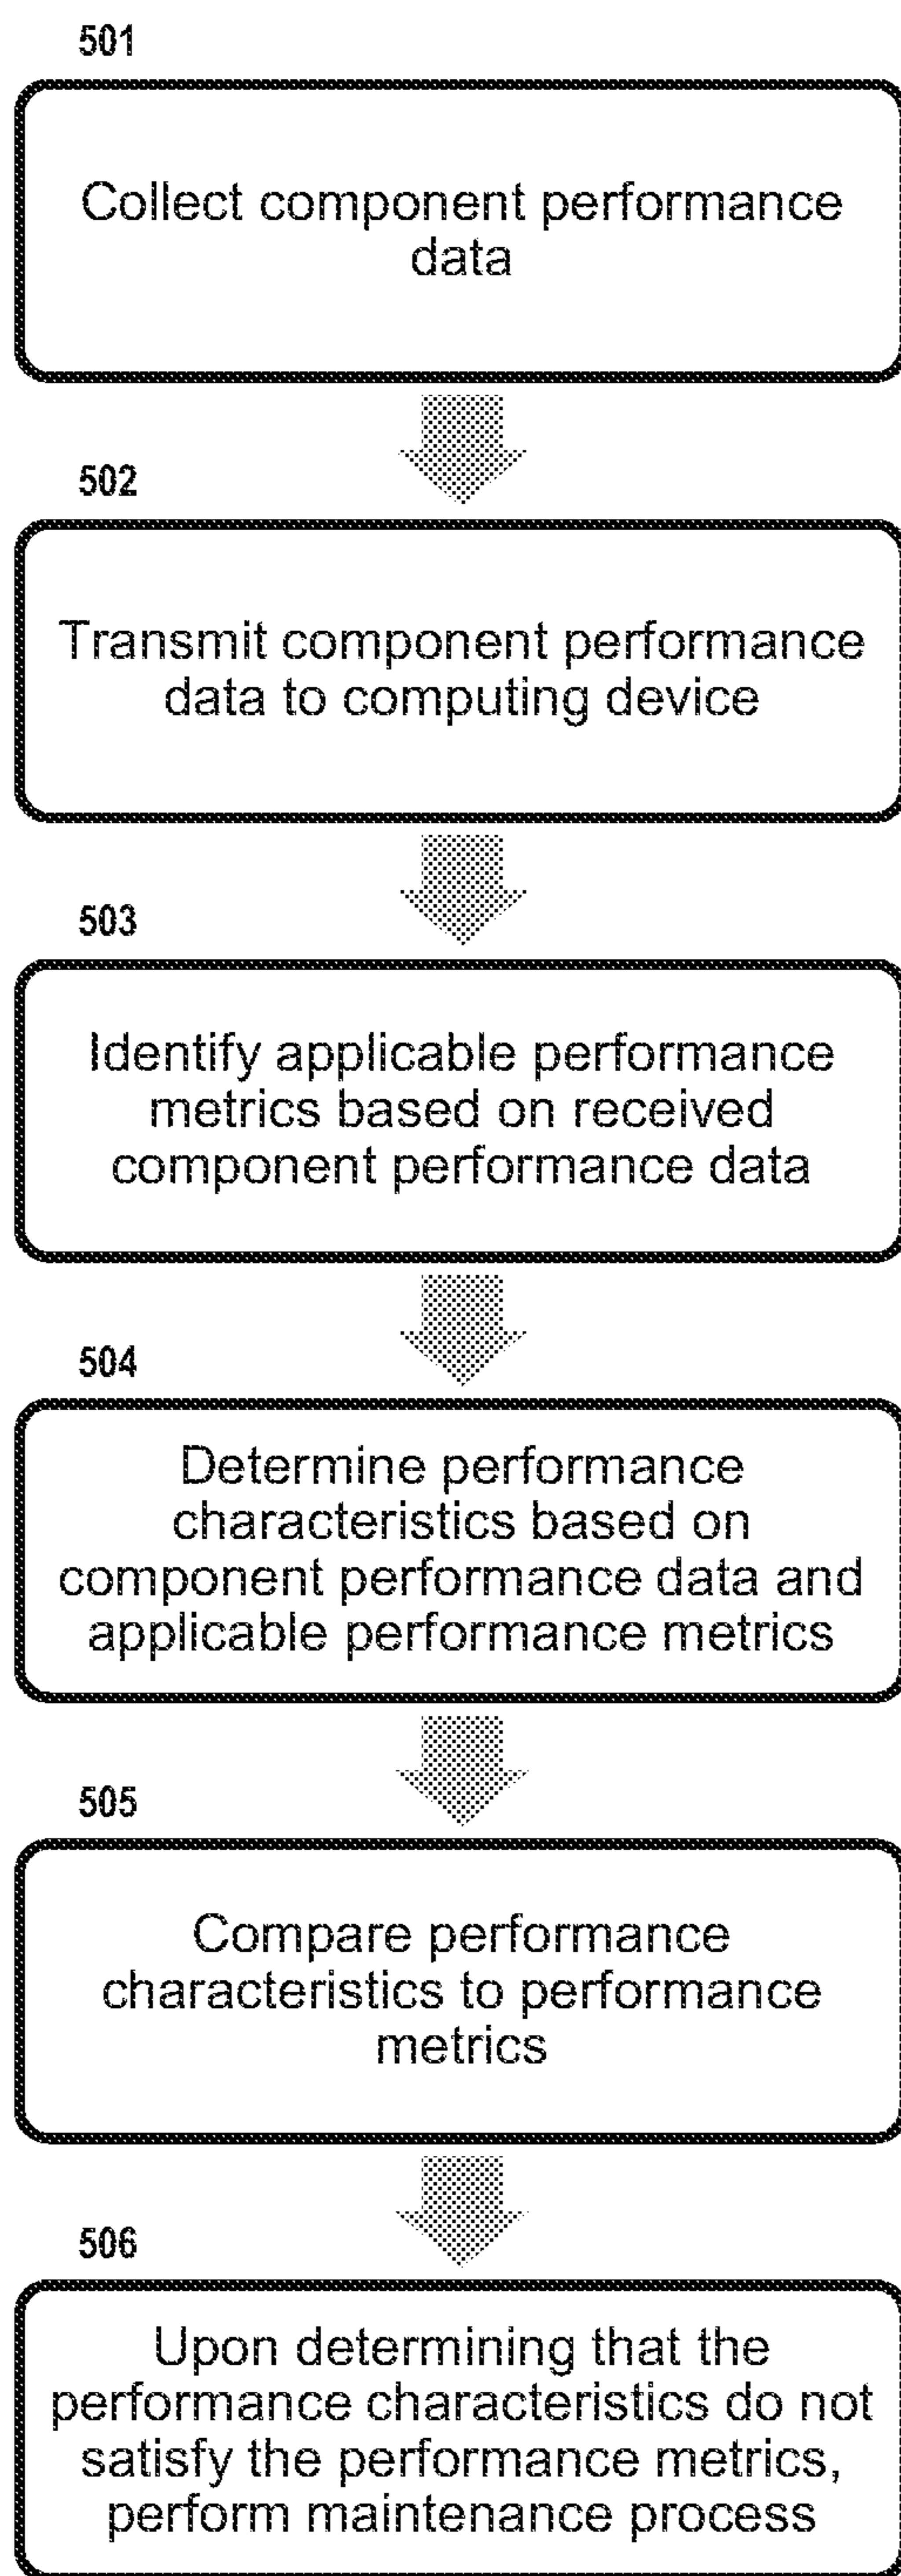 501
Collect component performance
data
502
Transmit component performance
data to computing device
503
Identify applicable performance
metrics based on received
component performance data
504
Determine performance
characteristics based on
component performance data and
applicable performance metrics
505
Compare performance
characteristics to performance
metrics
506
Upon determining that the
performance characteristics do not
satisfy the performance metrics,
perform maintenance process